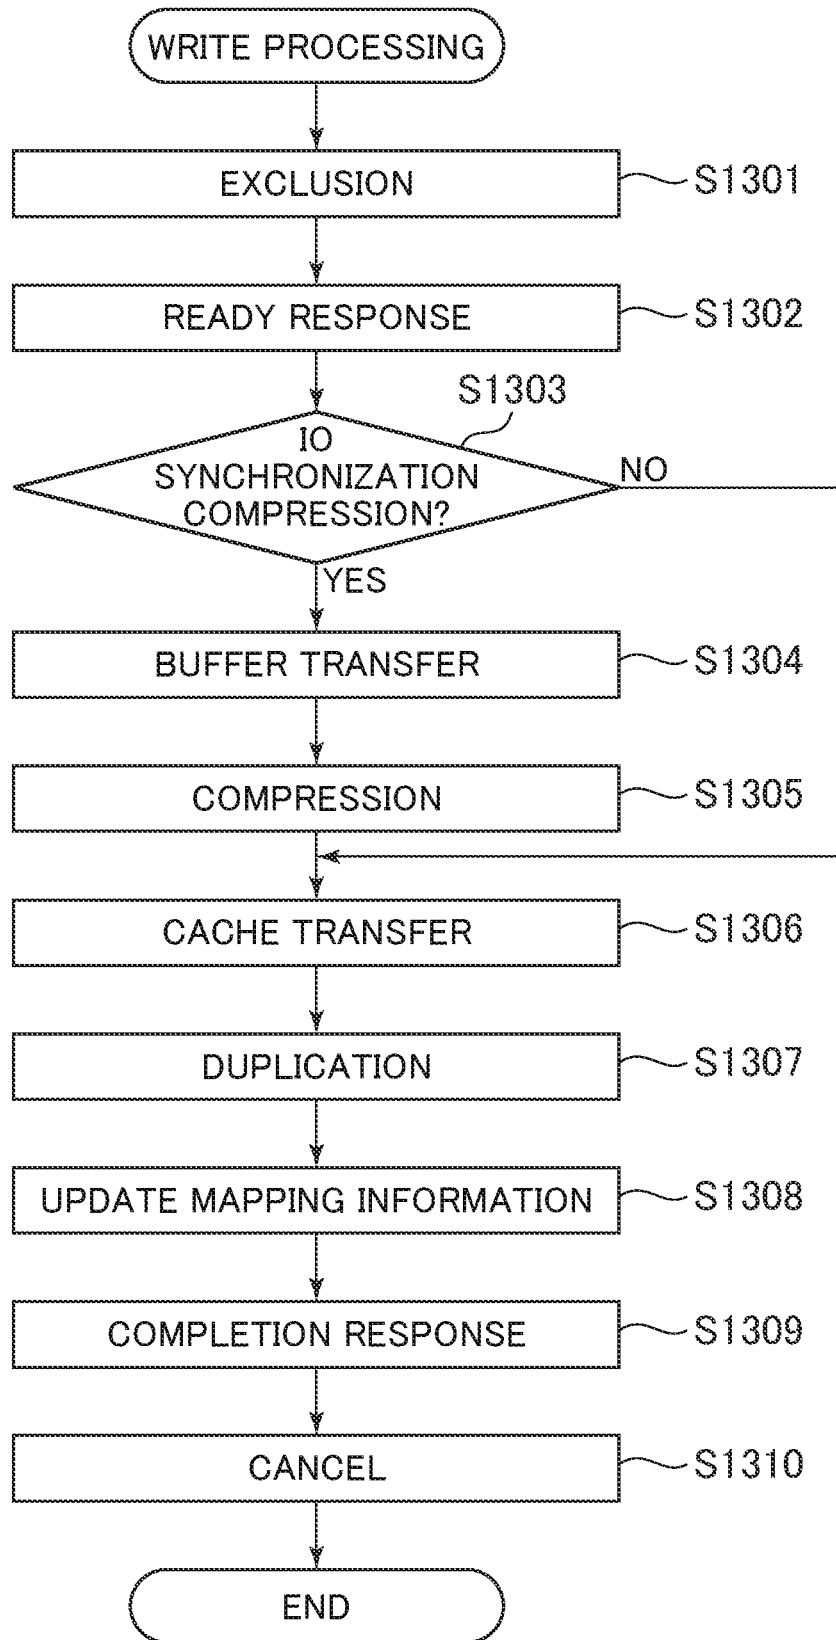 WRITE PROCESSING
EXCLUSION
S1301
READY RESPONSE
S1302
S1303
IO
SYNCHRONIZATION
COMPRESSION?
NO
YES
BUFFER TRANSFER
S1304
COMPRESSION
S1305
CACHE TRANSFER
S1306
DUPLICATION
S1307
UPDATE MAPPING INFORMATION
S1308
COMPLETION RESPONSE
S1309
CANCEL
S1310
END